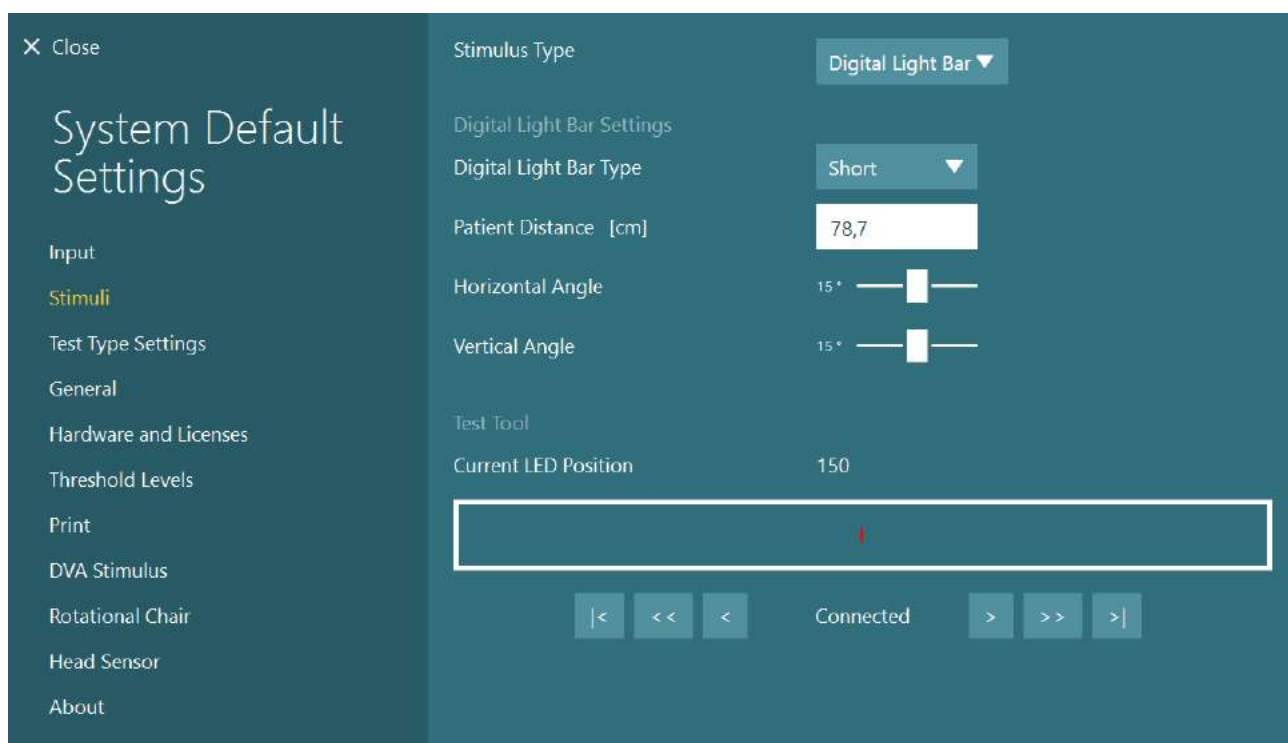 ✕ Close
System Default
Settings
Input
Stimuli
Test Type Settings
General
Hardware and Licenses
Threshold Levels
Print
DVA Stimulus
Rotational Chair
Head Sensor
About
Stimulus Type Digital Light Bar ▼
Digital Light Bar Settings
Digital Light Bar Type Short ▼
Patient Distance [cm] 78,7
Horizontal Angle 15°
Vertical Angle 15°
Test Tool
Current LED Position 150
|< << < Connected > >> >|